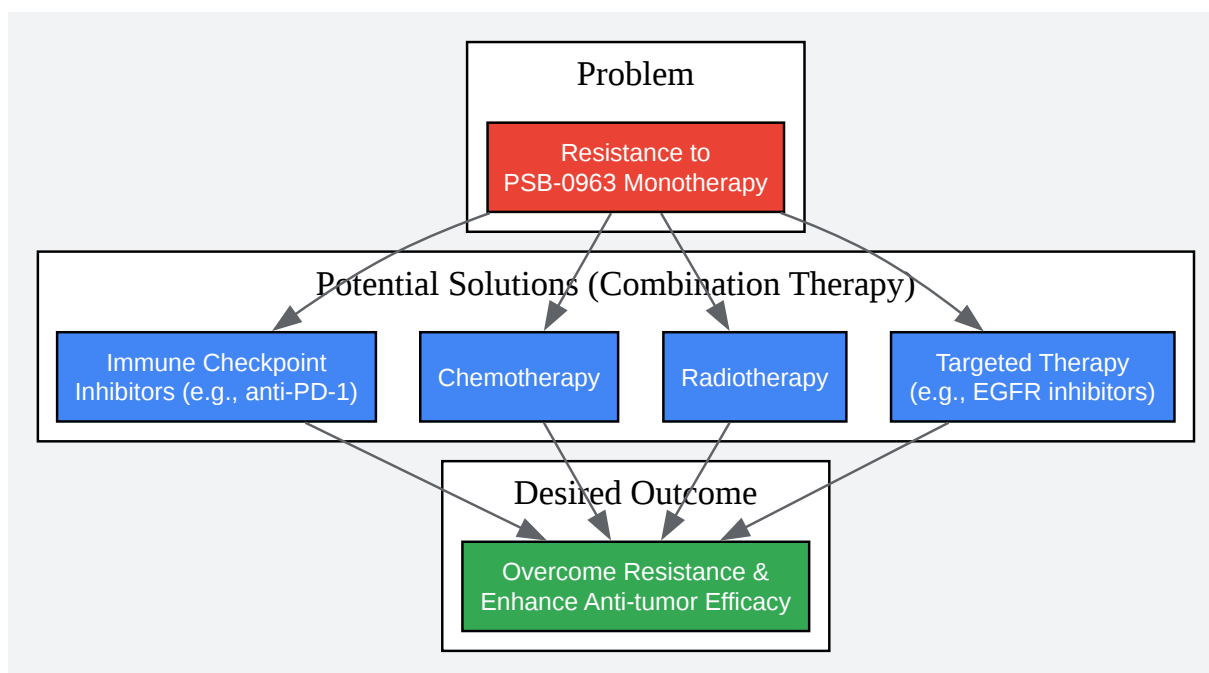 Problem
Resistance to
PSB-0963 Monotherapy
Potential Solutions (Combination Therapy)
Immune Checkpoint
Inhibitors (e.g., anti-PD-1)
Chemotherapy
Radiotherapy
Targeted Therapy
(e.g., EGFR inhibitors)
Desired Outcome
Overcome Resistance &
Enhance Anti-tumor Efficacy